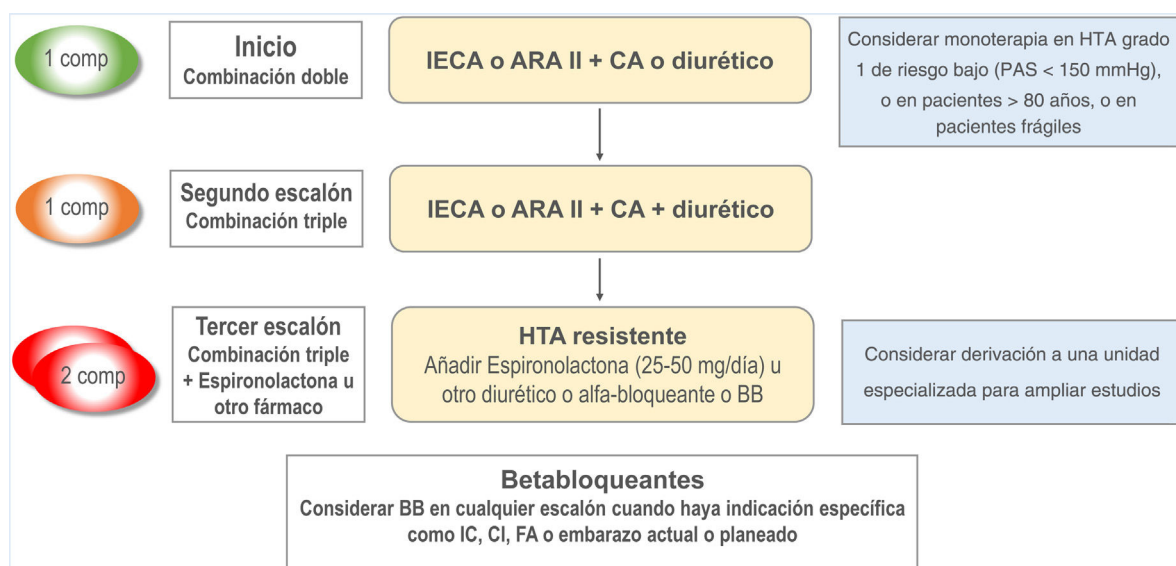 1 comp
Inicio
Combinación doble
IECA o ARA II + CA o diurético
Considerar monoterapia en HTA grado
1 de riesgo bajo (PAS < 150 mmHg),
o en pacientes > 80 años, o en
pacientes frágiles
1 comp
Segundo escalón
Combinación triple
IECA o ARA II + CA + diurético
2 comp
Tercer escalón
Combinación triple
+ Espironolactona u
otro fármaco
HTA resistente
Añadir Espironolactona (25-50 mg/día) u
otro diurético o alfa-bloqueante o BB
Considerar derivación a una unidad
especializada para ampliar estudios
Betabloqueantes
Considerar BB en cualquier escalón cuando haya indicación específica
como IC, CI, FA o embarazo actual o planeado